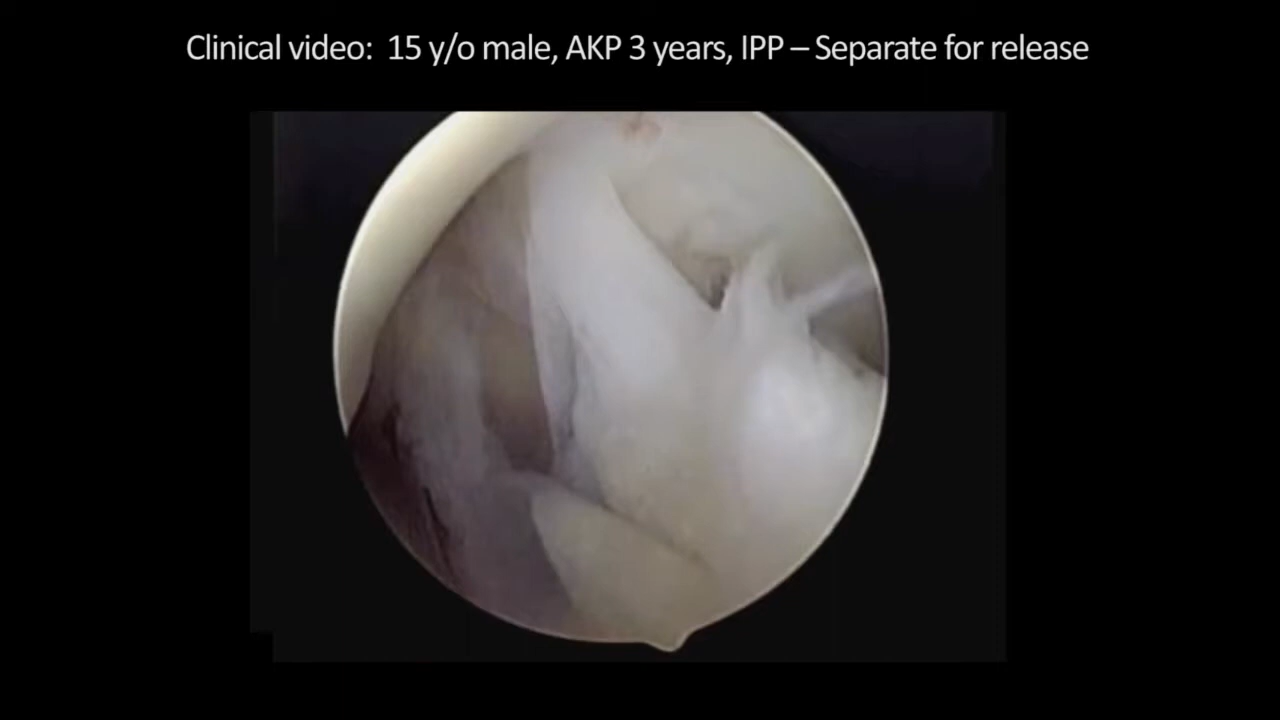 Clinical video:  15 y/o male, AKP 3 years, IPP – Separate for release